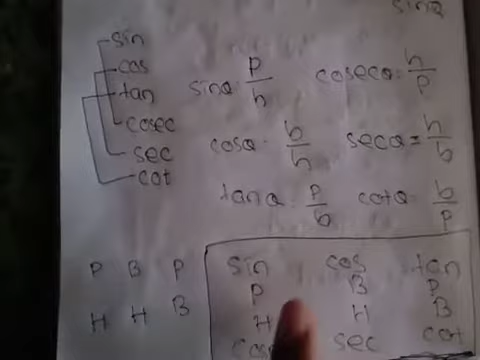 sinθ
sin
cos
tan
cosec
sec
cot
sinθ = p/h cosecθ = h/p
cosθ = b/h secθ = h/b
tanθ = p/b cotθ = b/p
P B P
H H B
sin cos tan
P B P
H H B
sec cot